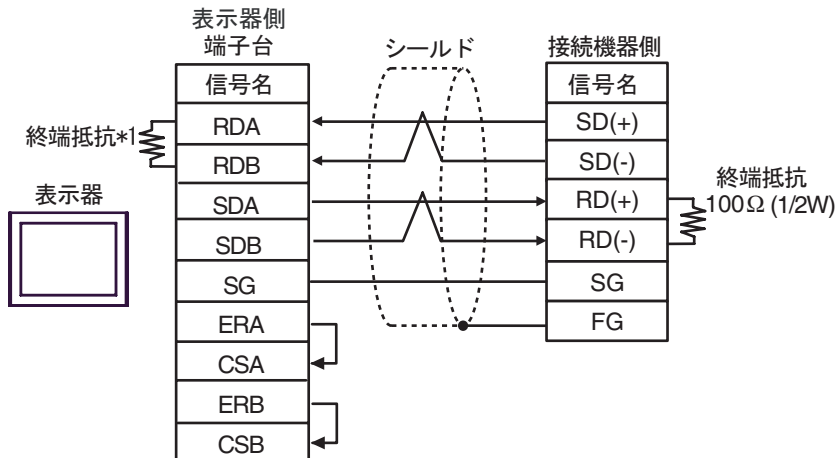 表示器側
端子台
信号名
RDA
RDB
SDA
SDB
SG
ERA
CSA
ERB
CSB
終端抵抗*1
表示器
シールド
接続機器側
信号名
SD(+)
SD(-)
RD(+)
RD(-)
SG
FG
終端抵抗
100Ω (1/2W)